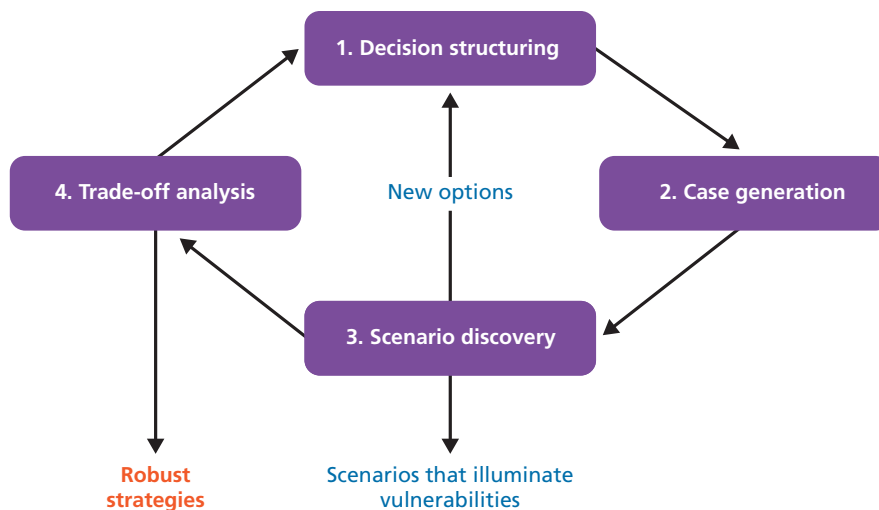 1. Decision structuring
4. Trade-off analysis
New options
2. Case generation
3. Scenario discovery
Robust
strategies
Scenarios that illuminate
vulnerabilities